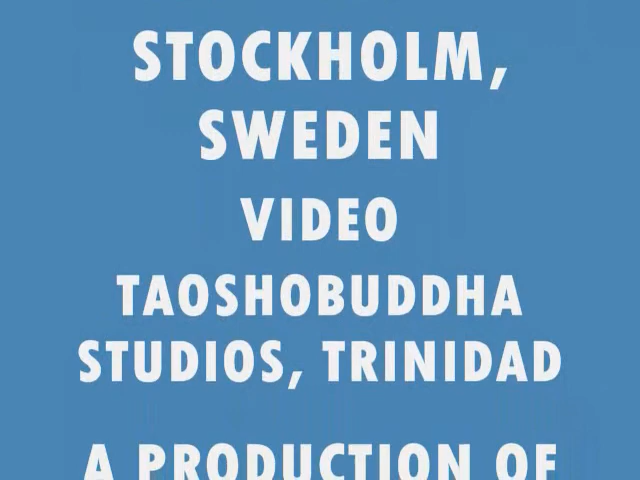 STOCKHOLM,
SWEDEN
VIDEO
TAOSHOBUDDHA
STUDIOS, TRINIDAD
A PRODUCTION OF